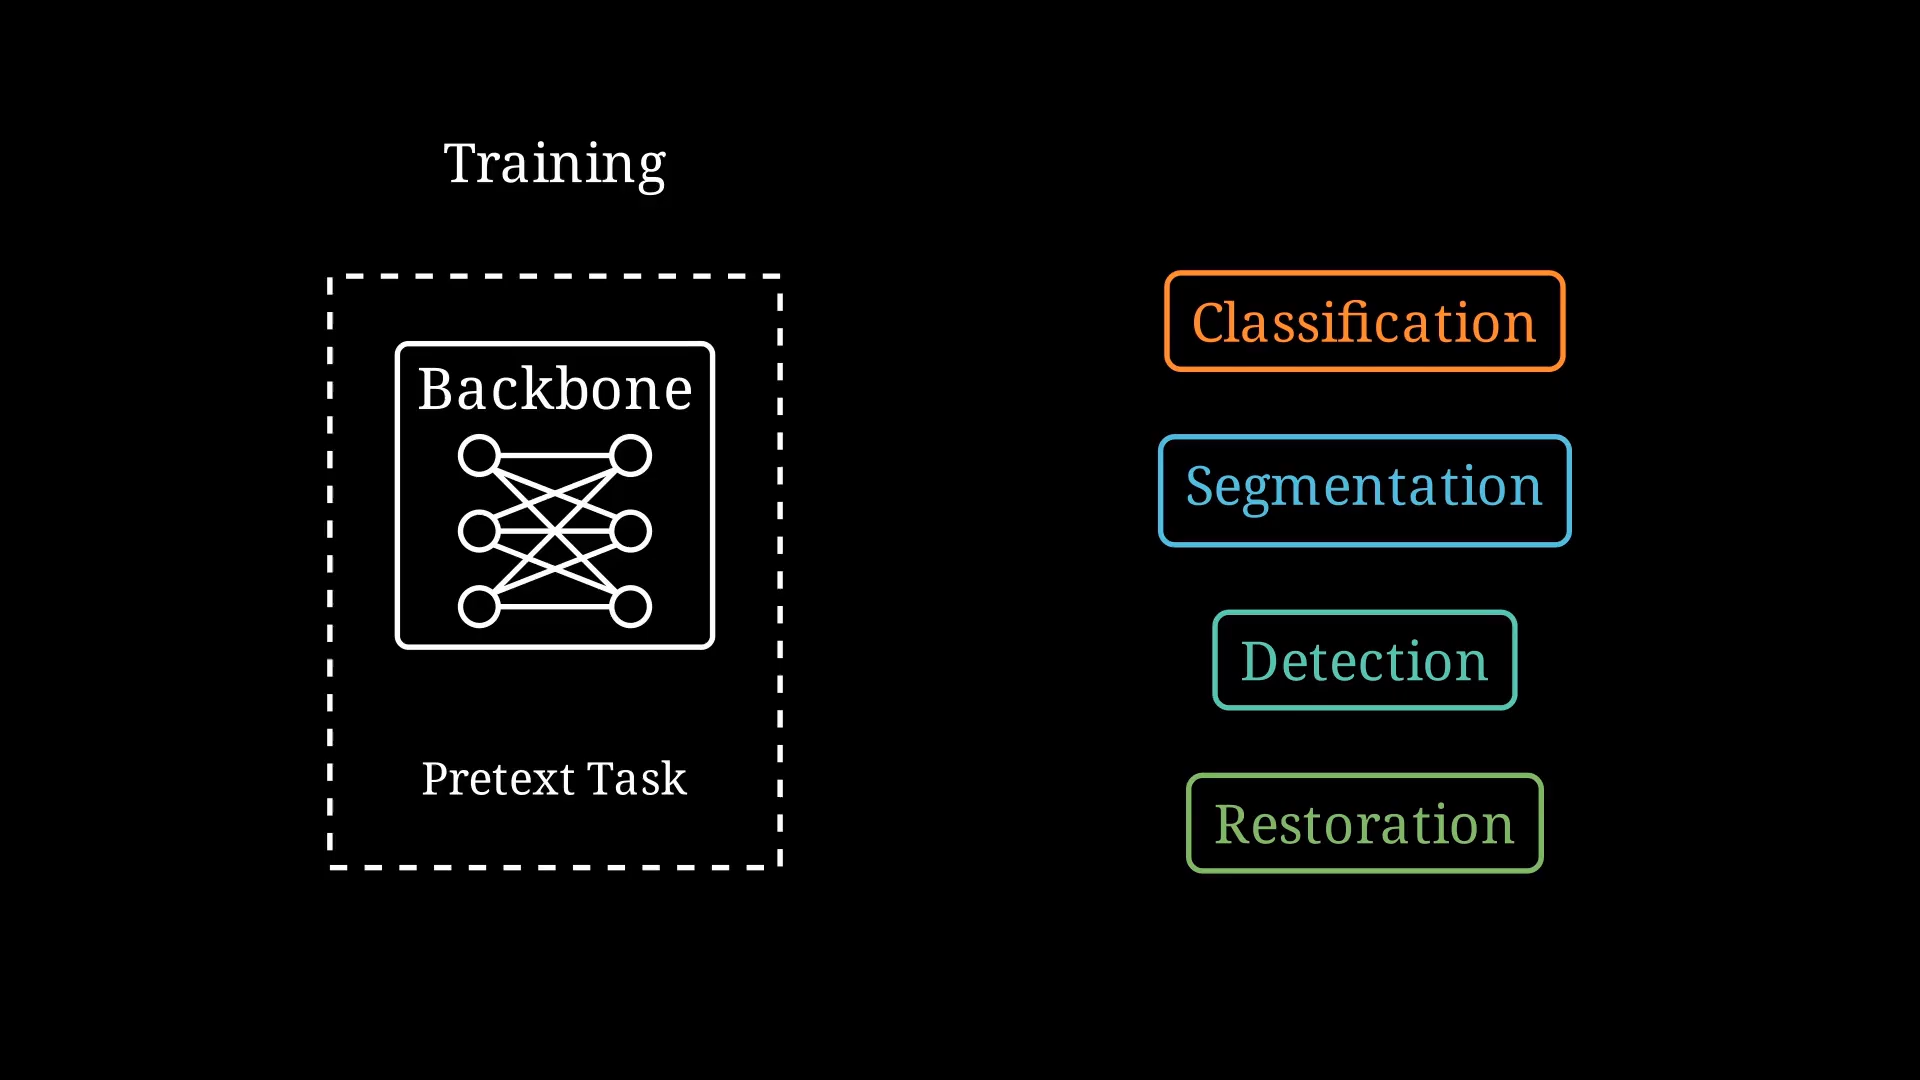 Training
Backbone
Pretext Task
Classification
Segmentation
Detection
Restoration